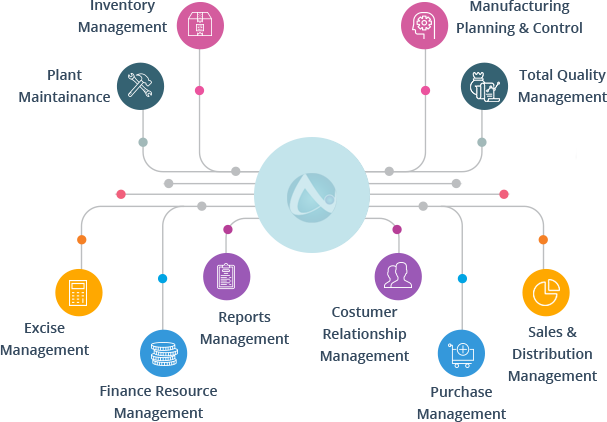 Inventory
Management
Manufacturing
Planning & Control
Plant
Maintainance
Total Quality
Management
Excise
Management
Finance Resource
Management
Reports
Management
Costumer
Relationship
Management
Purchase
Management
Sales &
Distribution
Management